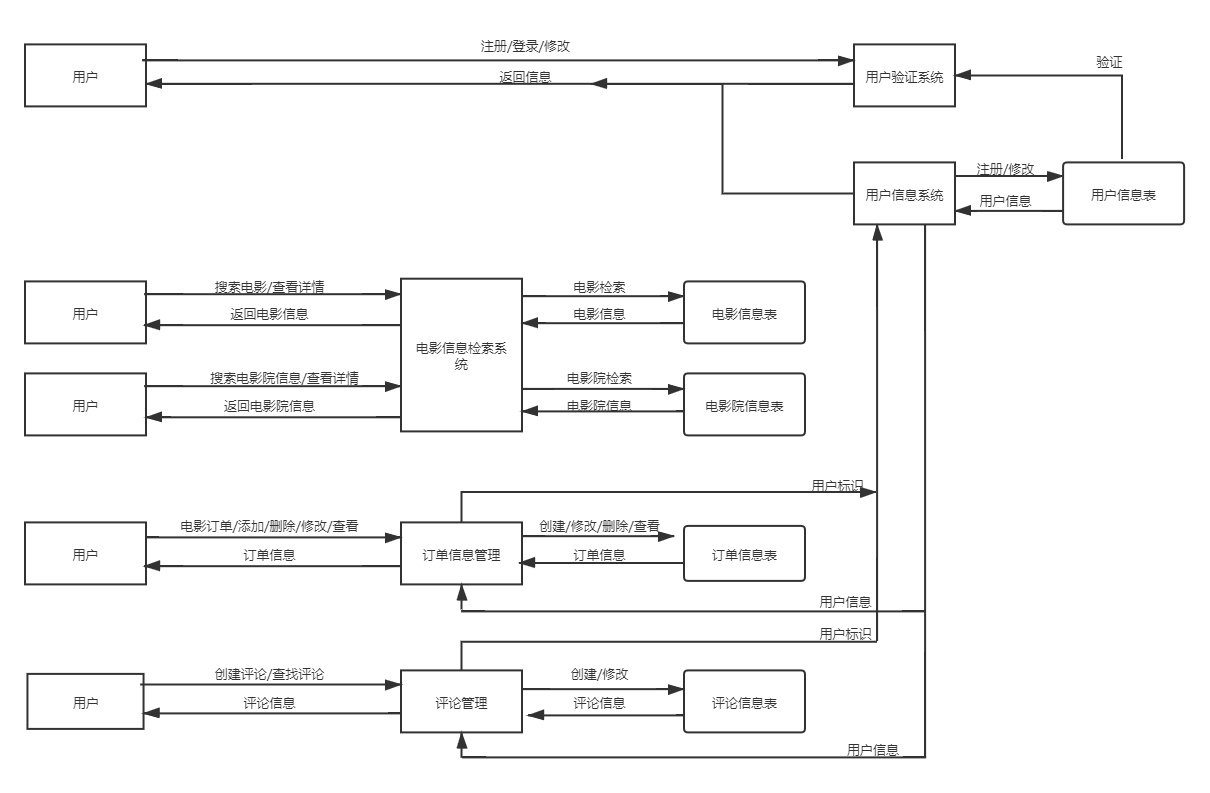 注册/登录/修改
验证
用户
返回信息
用户验证系统
注册/修改
用户信息系统
用户信息表
用户信息
搜索电影/查看详情
电影检索
用户
返回电影信息
电影信息
电影信息表
电影信息检索系
统
搜索电影院信息/查看详情
电影院检索
用户
返回电影院信息
电影院信息
电影院信息表
用户标识
电影订单/添加/删除/修改/查看
创建/修改/删除/查看
用户
订单信息
订单信息管理
订单信息
订单信息表
用户信息
用户标识
创建评论/查找评论
创建/修改
用户
评论信息
评论管理
评论信息
评论信息表
用户信息